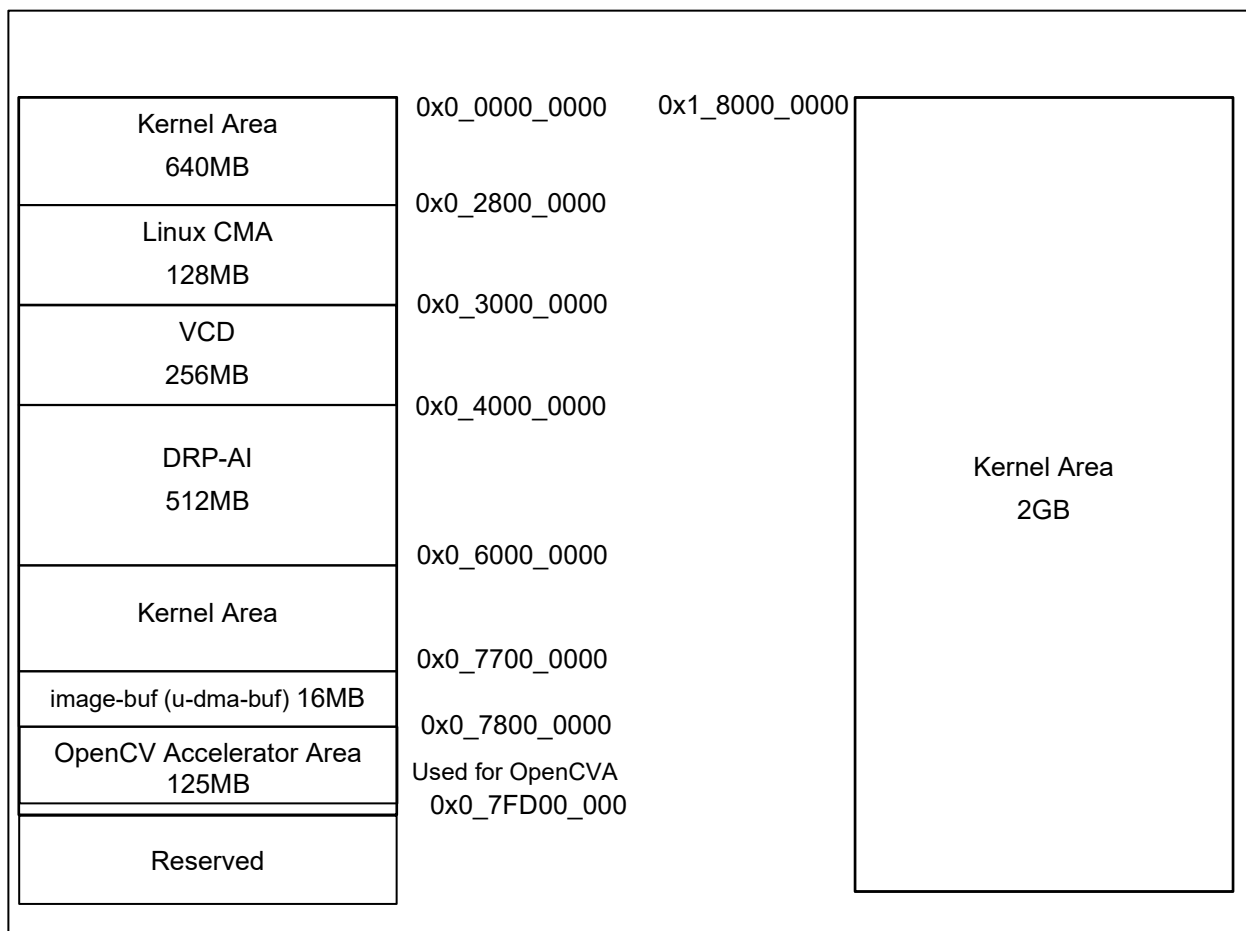 Kernel Area
640MB
0x0_0000_0000
Linux CMA
128MB
0x0_2800_0000
VCD
256MB
0x0_3000_0000
DRP-AI
512MB
0x0_4000_0000
Kernel Area
0x0_6000_0000
image-buf (u-dma-buf) 16MB
0x0_7700_0000
OpenCV Accelerator Area
125MB
0x0_7800_0000
Used for OpenCVA
0x0_7FD00_000
Reserved
0x1_8000_0000
Kernel Area
2GB